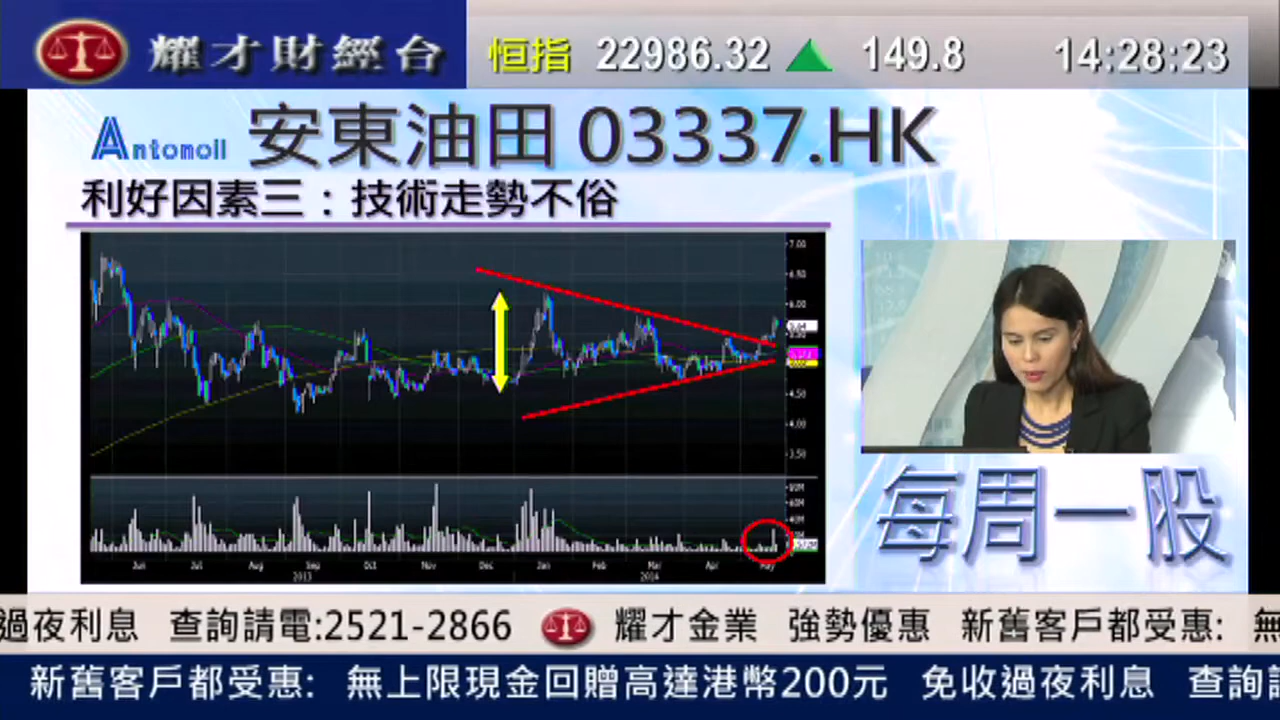 耀才財經台
恒指 22986.32 149.8 14:28:23
Antonoil 安東油田 03337.HK
利好因素三：技術走勢不俗
7.00
6.50
6.00
4.50
4.00
3.50
Jun Jul Aug Sep Oct Nov Dec Jan Feb Mar Apr May
2013 2014
每周一股
過夜利息 查詢請電:2521-2866 耀才金業 強勢優惠 新舊客戶都受惠: 無
新舊客戶都受惠: 無上限現金回贈高達港幣200元 免收過夜利息 查詢請